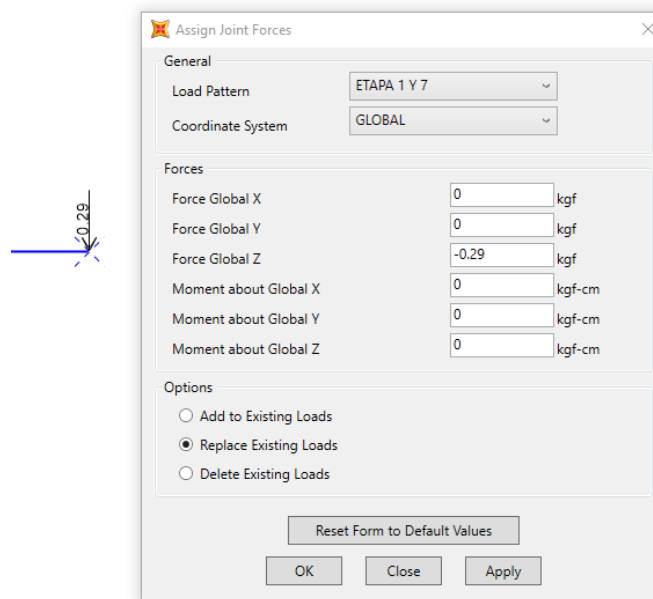 Assign Joint Forces
General
Load Pattern ETAPA 1 Y 7
Coordinate System GLOBAL
0.29
Forces
Force Global X 0 kgf
Force Global Y 0 kgf
Force Global Z -0.29 kgf
Moment about Global X 0 kgf-cm
Moment about Global Y 0 kgf-cm
Moment about Global Z 0 kgf-cm
Options
Add to Existing Loads
Replace Existing Loads
Delete Existing Loads
Reset Form to Default Values
OK Close Apply